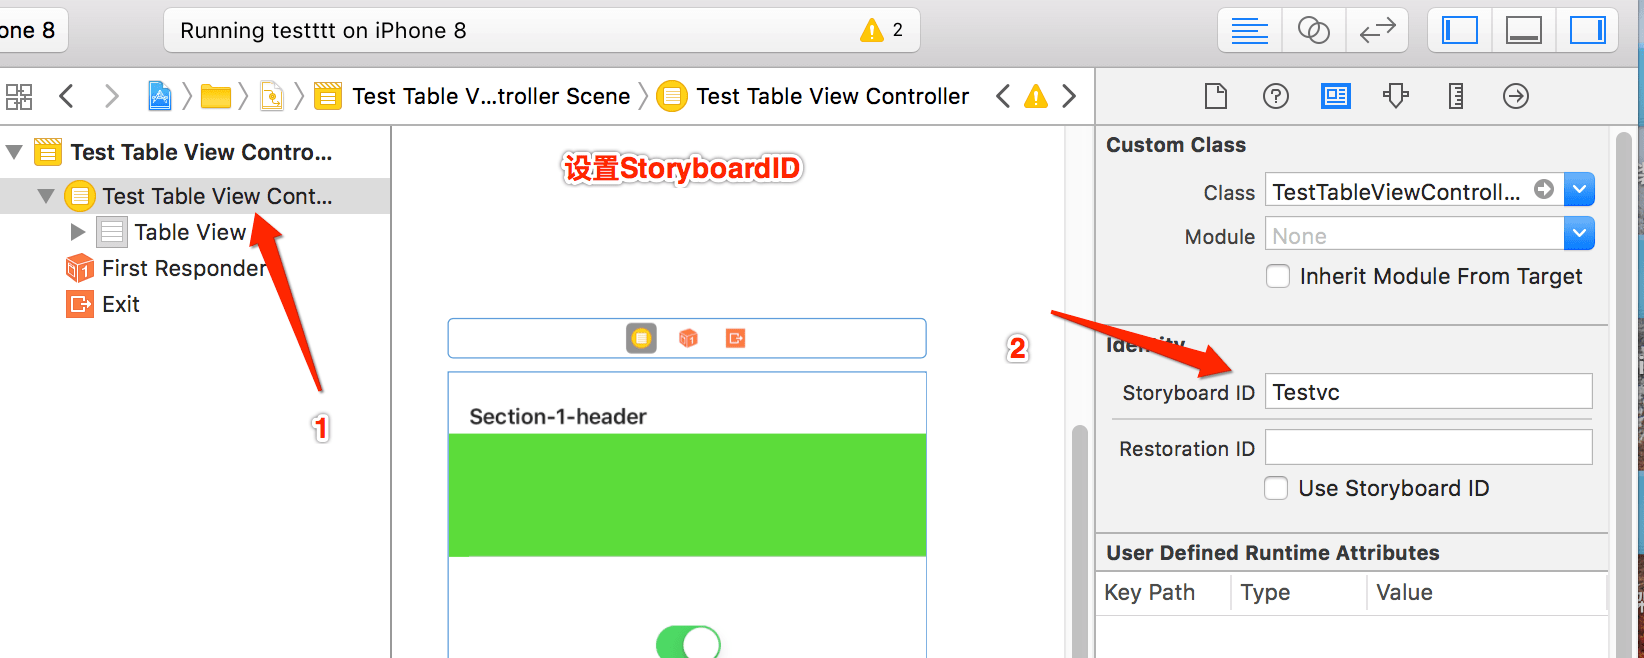 one 8
Running testttt on iPhone 8
2
Test Table V...troller Scene
Test Table View Controller
Test Table View Contro...
Test Table View Cont...
Table View
First Responder
Exit
设置StoryboardID
1
2
Section-1-header
Custom Class
Class
TestTableViewControll...
Module
None
Inherit Module From Target
Identity
Storyboard ID
Testvc
Restoration ID
Use Storyboard ID
User Defined Runtime Attributes
Key Path
Type
Value